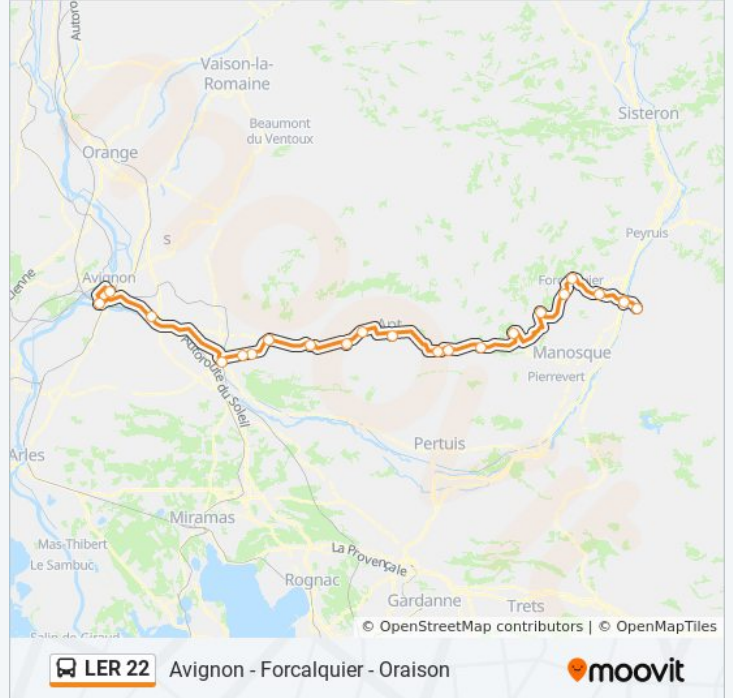 Autoro
Vaison-la-
Romaine
Sisteron
Beaumont
du Ventoux
Orange
S
Peyruis
Avignon
Apt
Manosque
Pierrevert
Autoroute du Soleil
Pertuis
Arles
Miramas
Mas-Thibert
La Provençale
Le Sambuc
Rognac
Gardanne
Trets
© OpenStreetMap contributors | © OpenMapTiles
LER 22
Avignon - Forcalquier - Oraison
moovit